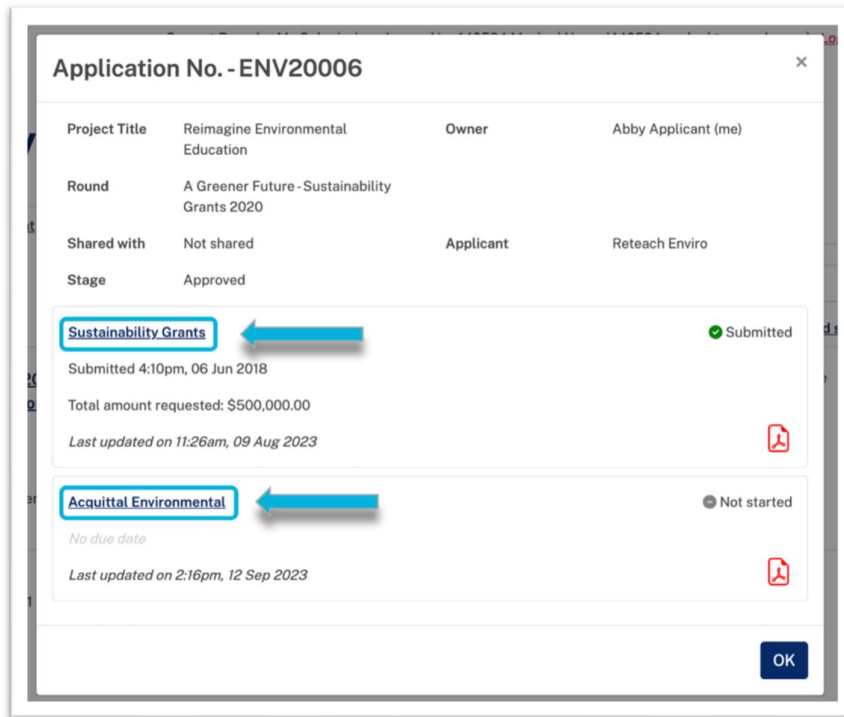 Application No. - ENV20006
×
Project Title Reimagine Environmental Owner Abby Applicant (me)
Education
Round A Greener Future - Sustainability
Grants 2020
Shared with Not shared Applicant Reteach Enviro
Stage Approved
Sustainability Grants Submitted
Submitted 4:10pm, 06 Jun 2018
Total amount requested: $500,000.00
Last updated on 11:26am, 09 Aug 2023
Acquittal Environmental Not started
No due date
Last updated on 2:16pm, 12 Sep 2023
OK